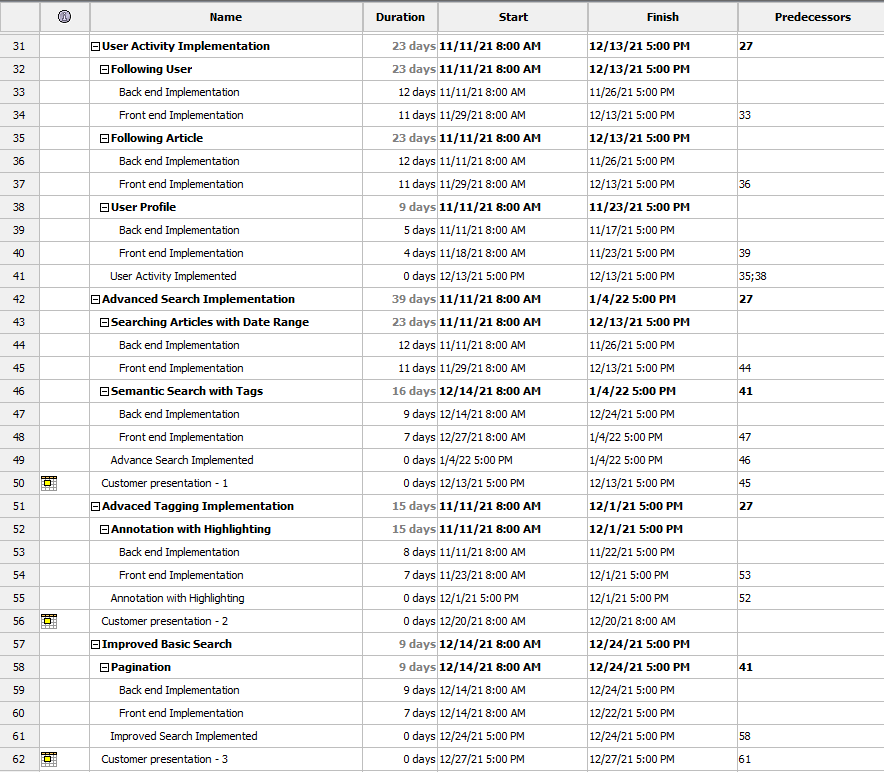 Name Duration Start Finish Predecessors
31 User Activity Implementation 23 days 11/11/21 8:00 AM 12/13/21 5:00 PM 27
32 Following User 23 days 11/11/21 8:00 AM 12/13/21 5:00 PM
33 Back end Implementation 12 days 11/11/21 8:00 AM 11/26/21 5:00 PM
34 Front end Implementation 11 days 11/29/21 8:00 AM 12/13/21 5:00 PM 33
35 Following Article 23 days 11/11/21 8:00 AM 12/13/21 5:00 PM
36 Back end Implementation 12 days 11/11/21 8:00 AM 11/26/21 5:00 PM
37 Front end Implementation 11 days 11/29/21 8:00 AM 12/13/21 5:00 PM 36
38 User Profile 9 days 11/11/21 8:00 AM 11/23/21 5:00 PM
39 Back end Implementation 5 days 11/11/21 8:00 AM 11/17/21 5:00 PM
40 Front end Implementation 4 days 11/18/21 8:00 AM 11/23/21 5:00 PM 39
41 User Activity Implemented 0 days 12/13/21 5:00 PM 12/13/21 5:00 PM 35;38
42 Advanced Search Implementation 39 days 11/11/21 8:00 AM 1/4/22 5:00 PM 27
43 Searching Articles with Date Range 23 days 11/11/21 8:00 AM 12/13/21 5:00 PM
44 Back end Implementation 12 days 11/11/21 8:00 AM 11/26/21 5:00 PM
45 Front end Implementation 11 days 11/29/21 8:00 AM 12/13/21 5:00 PM 44
46 Semantic Search with Tags 16 days 12/14/21 8:00 AM 1/4/22 5:00 PM 41
47 Back end Implementation 9 days 12/14/21 8:00 AM 12/24/21 5:00 PM
48 Front end Implementation 7 days 12/27/21 8:00 AM 1/4/22 5:00 PM 47
49 Advance Search Implemented 0 days 1/4/22 5:00 PM 1/4/22 5:00 PM 46
50 Customer presentation - 1 0 days 12/13/21 5:00 PM 12/13/21 5:00 PM 45
51 Advaced Tagging Implementation 15 days 11/11/21 8:00 AM 12/1/21 5:00 PM 27
52 Annotation with Highlighting 15 days 11/11/21 8:00 AM 12/1/21 5:00 PM
53 Back end Implementation 8 days 11/11/21 8:00 AM 11/22/21 5:00 PM
54 Front end Implementation 7 days 11/23/21 8:00 AM 12/1/21 5:00 PM 53
55 Annotation with Highlighting 0 days 12/1/21 5:00 PM 12/1/21 5:00 PM 52
56 Customer presentation - 2 0 days 12/20/21 8:00 AM 12/20/21 8:00 AM
57 Improved Basic Search 9 days 12/14/21 8:00 AM 12/24/21 5:00 PM
58 Pagination 9 days 12/14/21 8:00 AM 12/24/21 5:00 PM 41
59 Back end Implementation 9 days 12/14/21 8:00 AM 12/24/21 5:00 PM
60 Front end Implementation 7 days 12/14/21 8:00 AM 12/22/21 5:00 PM
61 Improved Search Implemented 0 days 12/24/21 5:00 PM 12/24/21 5:00 PM 58
62 Customer presentation - 3 0 days 12/27/21 5:00 PM 12/27/21 5:00 PM 61